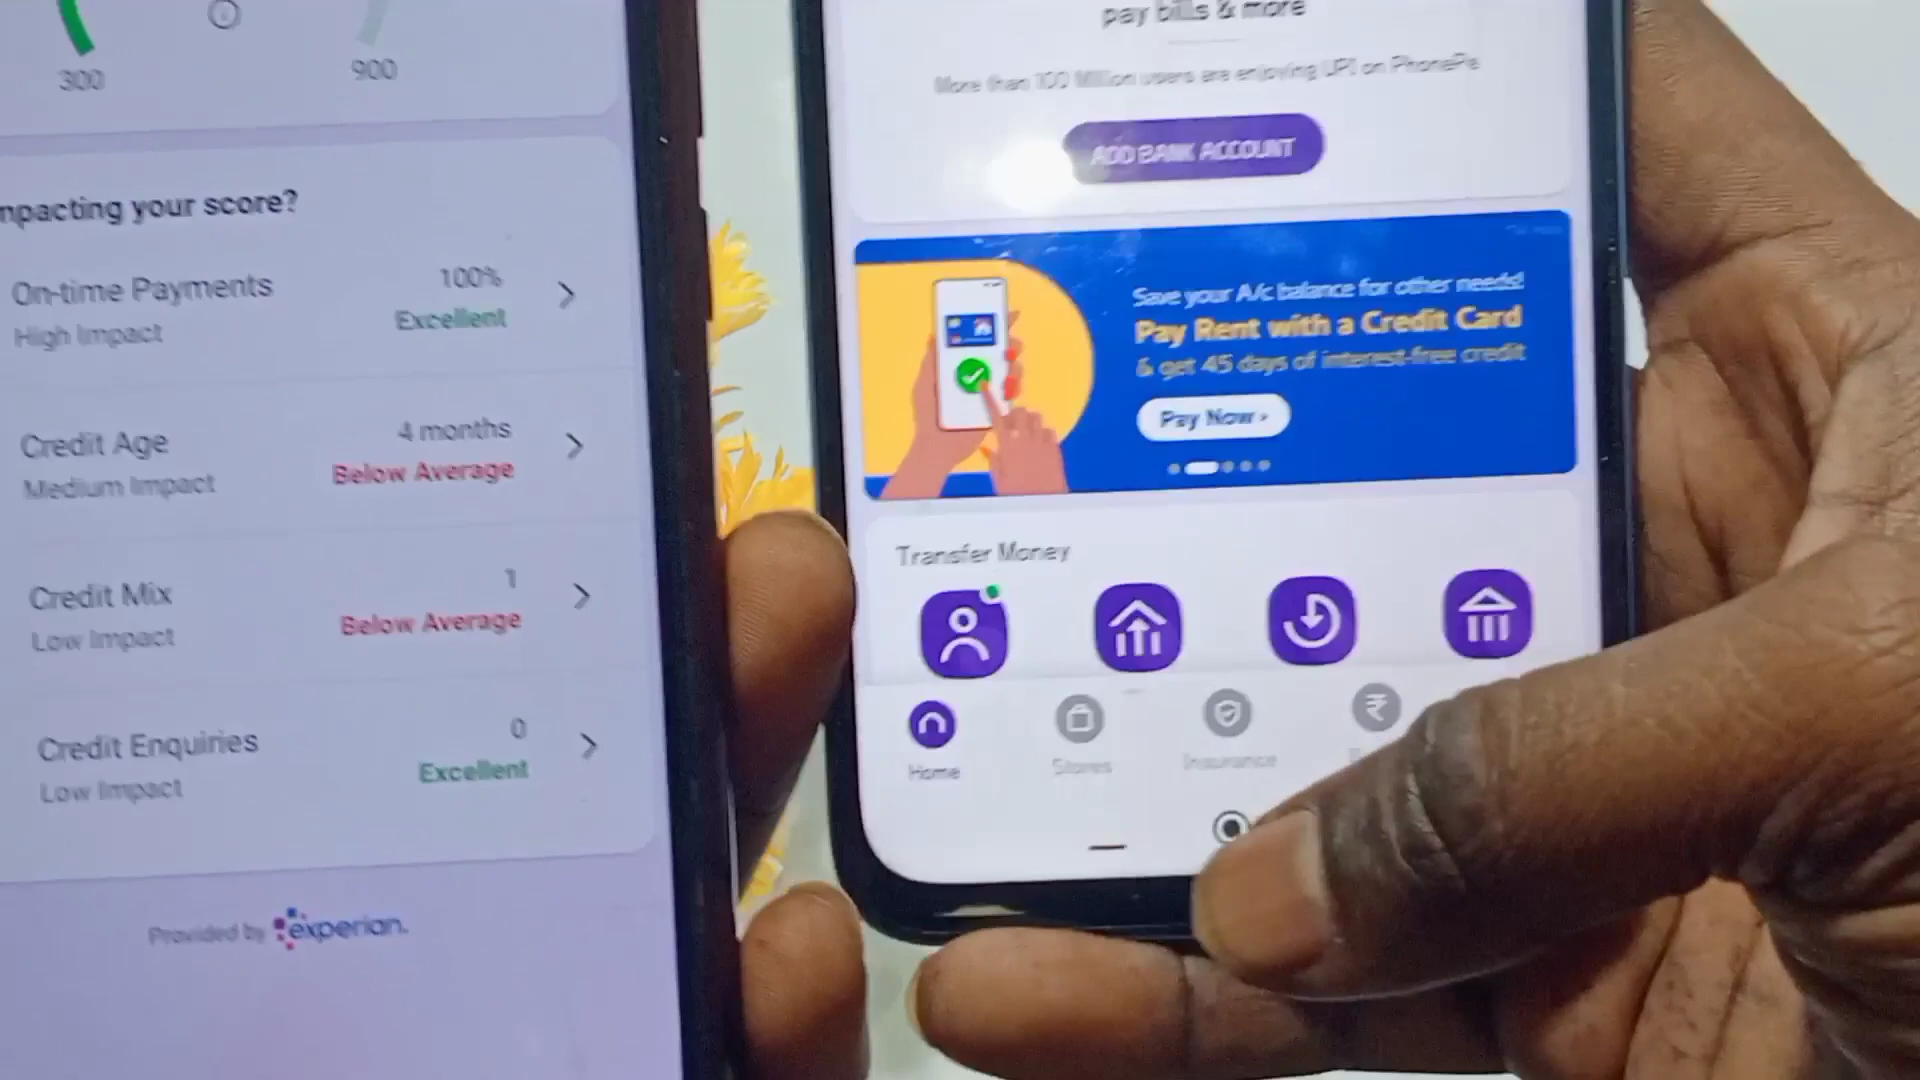 300
900
mpacting your score?
On-time Payments
100%
High Impact
Excellent
Credit Age
4 months
Medium Impact
Below Average
Credit Mix
1
Low Impact
Below Average
Credit Enquiries
0
Low Impact
Excellent
Provided by experian.
pay bills & more
More than 100 Million users are enjoying UPI on PhonePe
ADD BANK ACCOUNT
Save your A/c balance for other needs!
Pay Rent with a Credit Card
& get 45 days of interest-free credit
Pay Now ›
Transfer Money
Home
Stores
Insurance